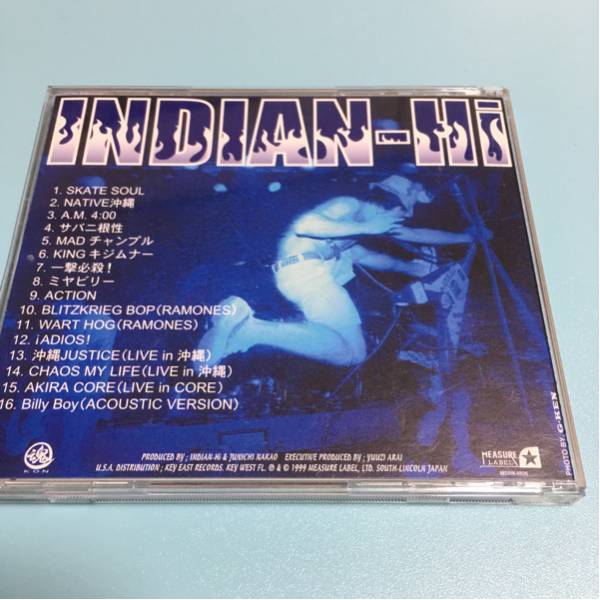 INDIAN-Hi
1. SKATE SOUL
2. NATIVE沖縄
3. A.M. 4:00
4. サバニ根性
5. MAD チャンプル
6. KING キジムナー
7. 一撃必殺!
8. ミヤビリー
9. ACTION
10. BLITZKRIEG BOP(RAMONES)
11. WART HOG(RAMONES)
12. ¡ADIOS!
13. 沖縄JUSTICE(LIVE in 沖縄)
14. CHAOS MY LIFE(LIVE in 沖縄)
15. AKIRA CORE(LIVE in CORE)
16. Billy Boy(ACOUSTIC VERSION)
PRODUCED BY ; INDIAN-Hi & JUNICHI NAKAO EXECUTIVE PRODUCED BY ; YUUZI ARAI
U.S.A. DISTRIBUTION ; KEY EAST RECORDS. KEY WEST FL. ℗ & © 1999 MEASURE LABEL, LTD. SOUTH-LINCOLN JAPAN
魂
KON
MEASURE
LABEL
PHOTO BY G-KEN